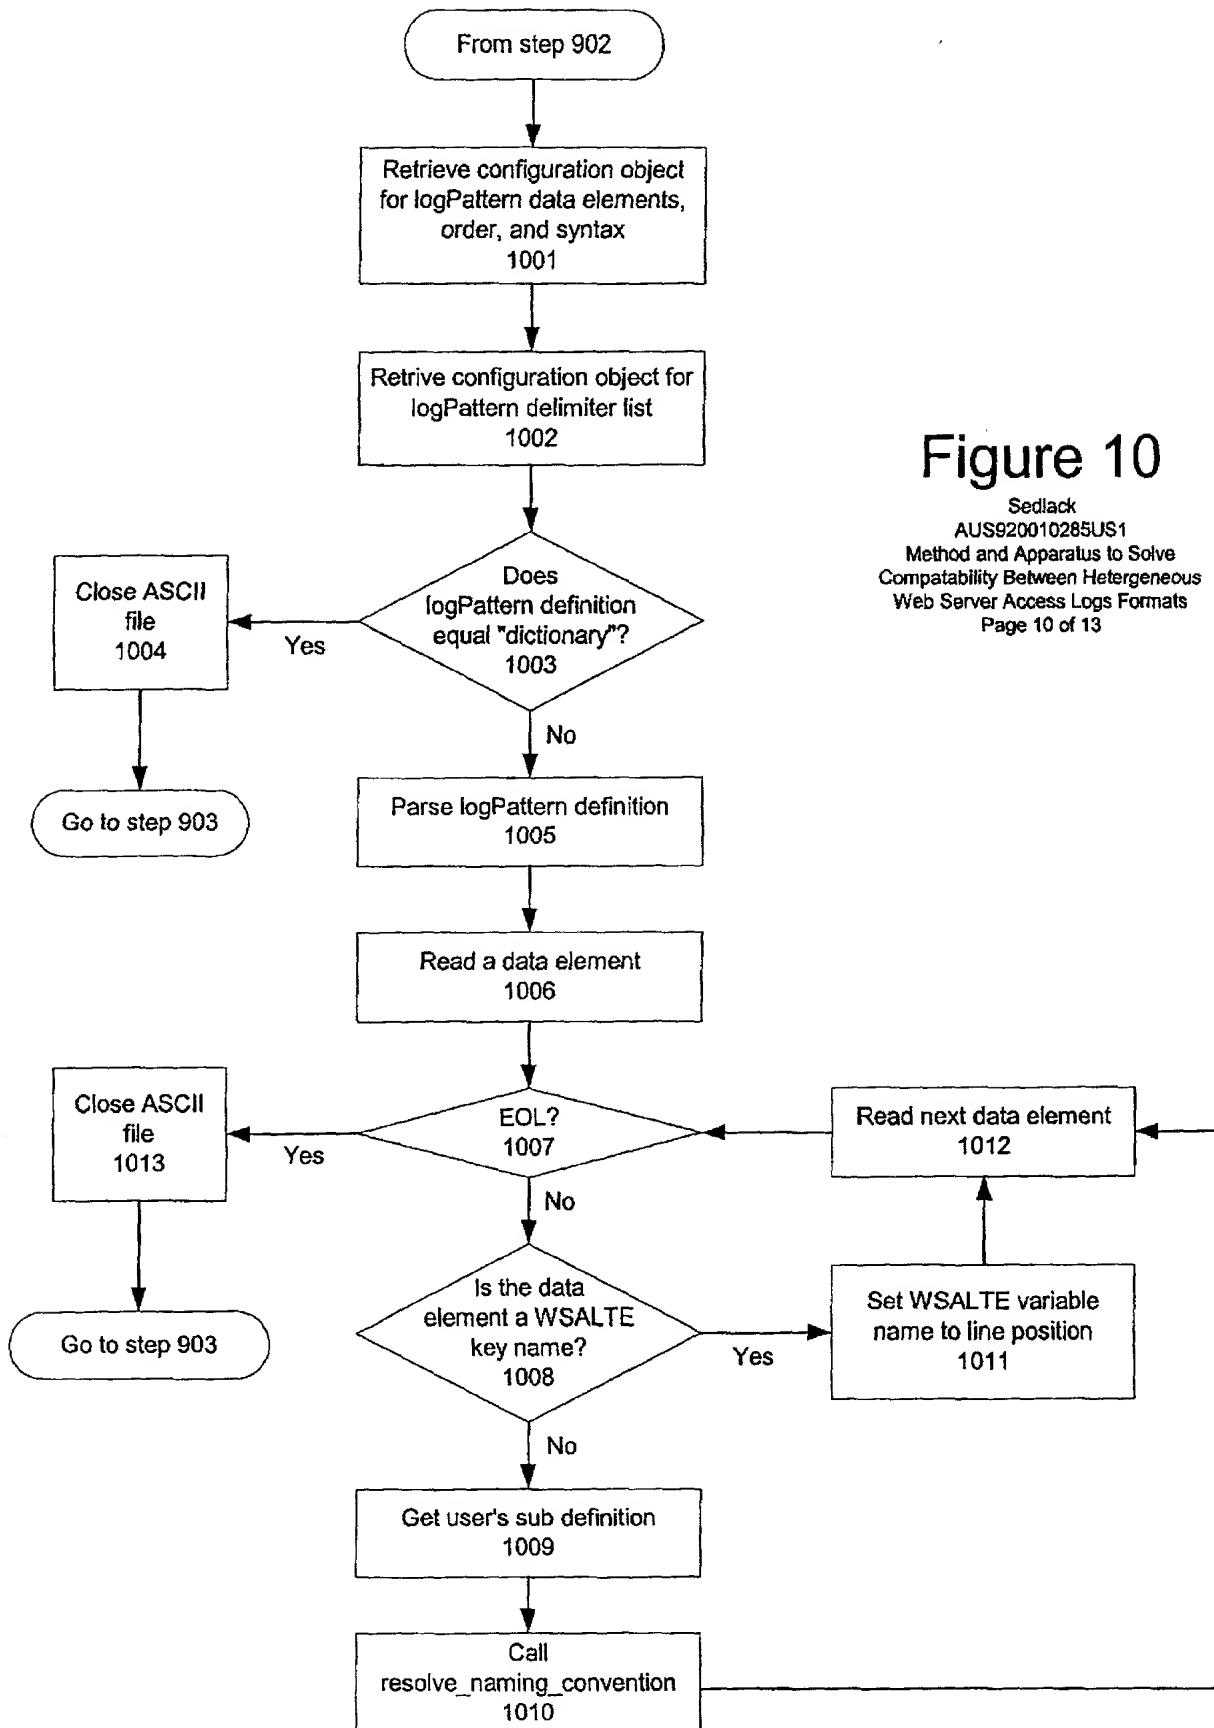 From step 902
Retrieve configuration object
for logPattern data elements,
order, and syntax
1001
Retrive configuration object for
logPattern delimiter list
1002
Figure 10
Sedlack
AUS920010285US1
Method and Apparatus to Solve
Compatability Between Hetergeneous
Web Server Access Logs Formats
Page 10 of 13
Does
logPattern definition
equal "dictionary"?
1003
Yes
Close ASCII
file
1004
Go to step 903
No
Parse logPattern definition
1005
Read a data element
1006
EOL?
1007
Yes
Close ASCII
file
1013
Go to step 903
Read next data element
1012
No
Is the data
element a WSALTE
key name?
1008
Yes
Set WSALTE variable
name to line position
1011
No
Get user's sub definition
1009
Call
resolve_naming_convention
1010